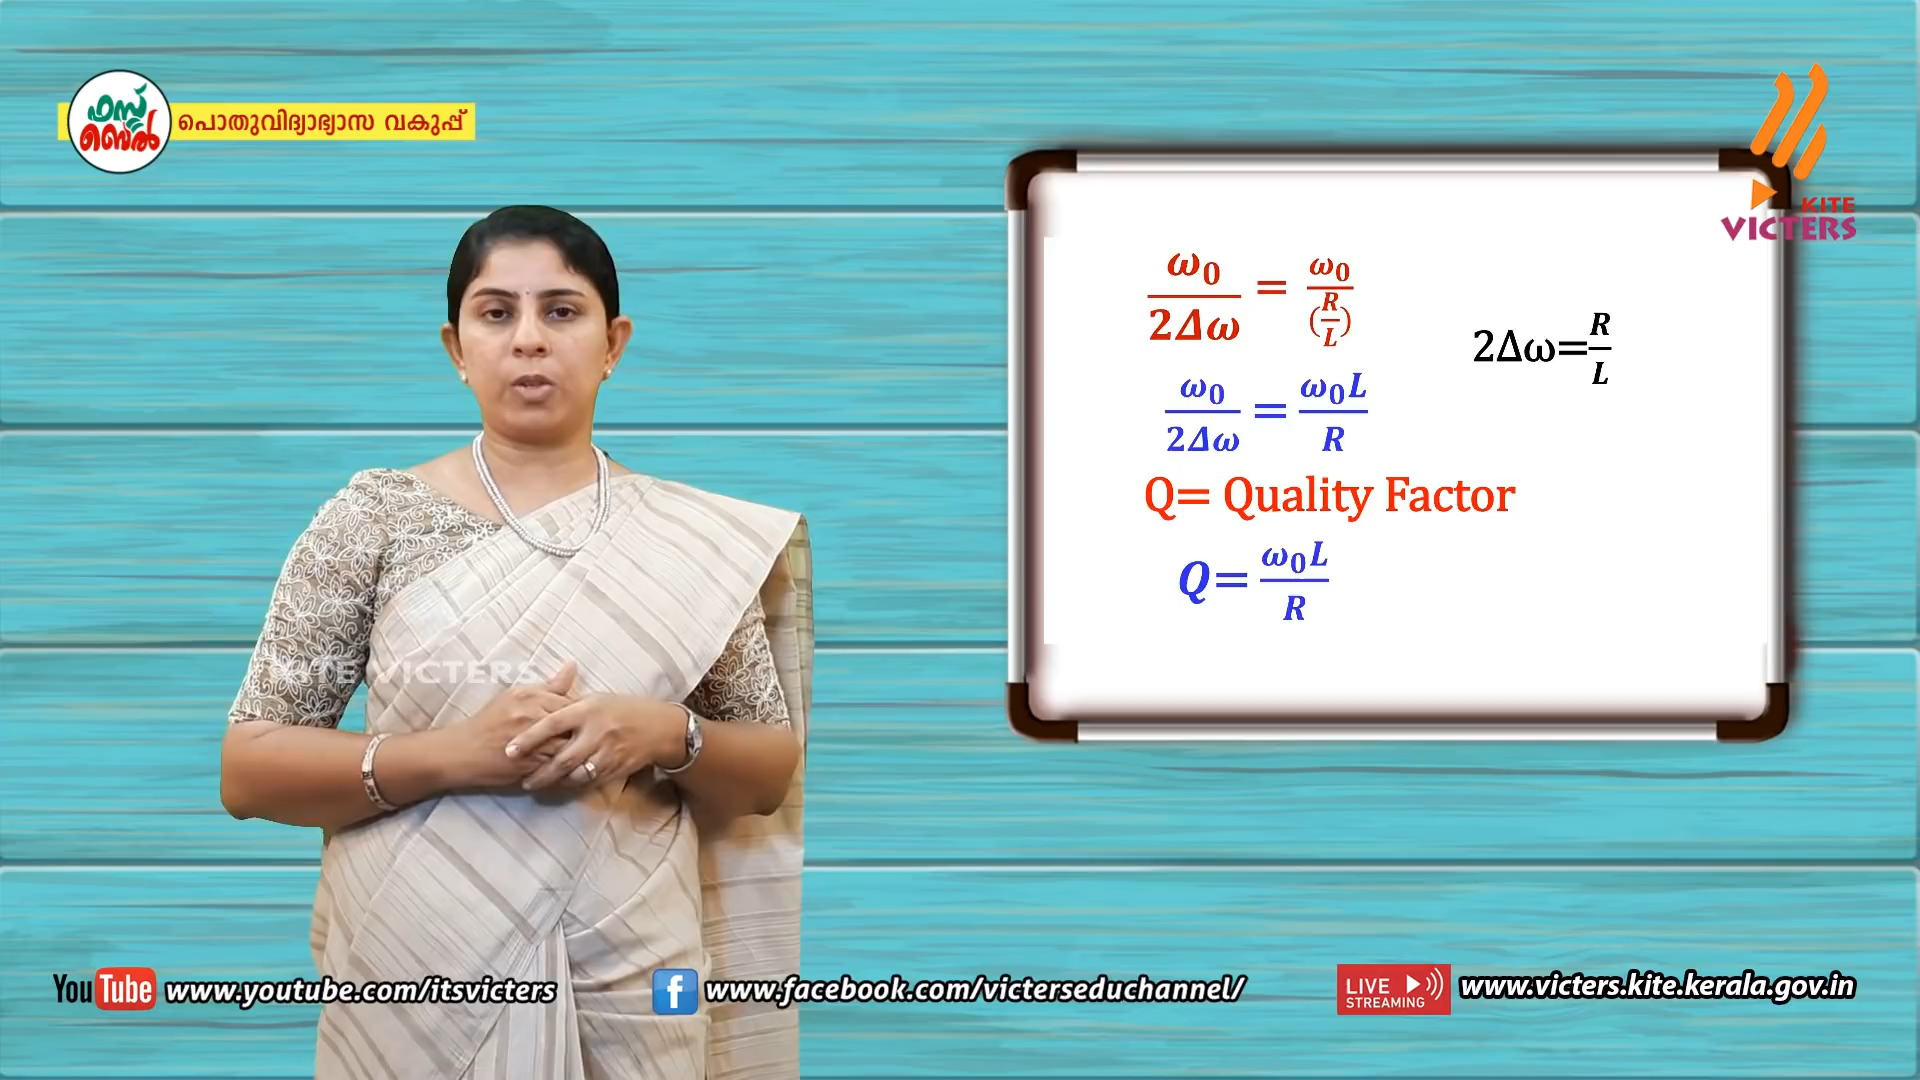 ഫസ്റ്റ്
ബെൽ
പൊതുവിദ്യാഭ്യാസ വകുപ്പ്
KITE
VICTERS
ω₀/2Δω = ω₀/(R/L)
2Δω=R/L
ω₀/2Δω = ω₀L/R
Q= Quality Factor
Q= ω₀L/R
KITE VICTERS
YouTube www.youtube.com/itsvicters
f www.facebook.com/victerseduchannel/
LIVE STREAMING www.victers.kite.kerala.gov.in